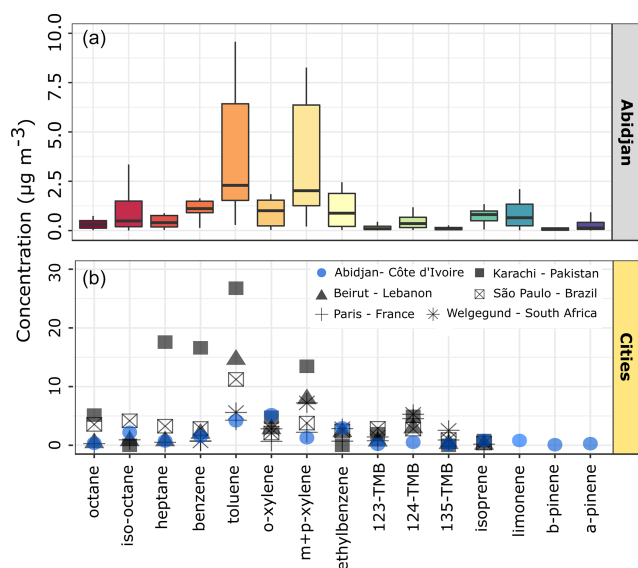 (a)
10.0
7.5
5.0
2.5
0.0
Abidjan
Concentration (µg m⁻³)
(b)
30
20
10
0
Cities
Abidjan- Côte d'Ivoire
Karachi - Pakistan
Beirut - Lebanon
São Paulo - Brazil
Paris - France
Welgegund - South Africa
octane
iso-octane
heptane
benzene
toluene
o-xylene
m+p-xylene
ethylbenzene
123-TMB
124-TMB
135-TMB
isoprene
limonene
b-pinene
a-pinene